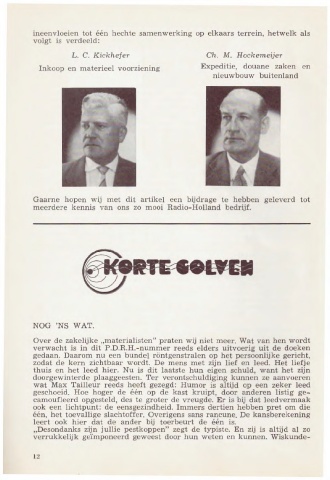 ineenvloeien tot één hechte samenwerking op elkaars terrein, hetwelk als
volgt is verdeeld:
L. C. Kickhefer
Inkoop en materieel voorziening
Ch. M. Hockemeijer
Expeditie, douane zaken en
nieuwbouw buitenland
Gaarne hopen wij met dit artikel een bijdrage te hebben geleverd tot
meerdere kennis van ons zo mooi Radio-Holland bedrijf.
KORTE GOLVEN
NOG 'NS WAT.
Over de zakelijke „materialisten" praten wij niet meer. Wat van hen wordt
verwacht is in dit P.D.R.H.-nummer reeds elders uitvoerig uit de doeken
gedaan. Daarom nu een bundel röntgenstralen op het persoonlijke gericht,
zodat de kern zichtbaar wordt. De mens met zijn lief en leed. Het liefje
thuis en het leed hier. Nu is dit laatste hun eigen schuld, want het zijn
doorgewinterde plaaggeesten. Ter verontschuldiging kunnen ze aanvoeren
wat Max Tailleur reeds heeft gezegd: Humor is altijd op een zeker leed
geschoeid. Hoe hoger de één op de kast kruipt, door anderen listig ge-
camoufleerd opgesteld, des te groter de vreugde. Er is bij dat leedvermaak
ook een lichtpunt: de eensgezindheid. Immers dertien hebben pret om die
één, het toevallige slachtoffer. Overigens sans rancune. De kansberekening
leert ook hier dat de ander bij toerbeurt de één is.
„Desondanks zijn jullie pestkoppen" zegt de typiste. En zij is altijd al zo
verrukkelijk geïmponeerd geweest door hun weten en kunnen. Wiskunde-
12